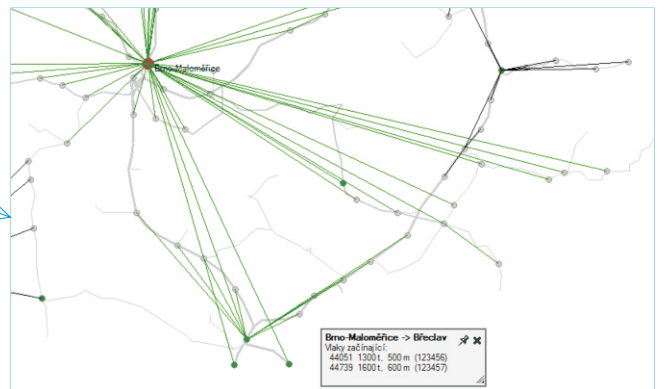 Brno-Maloměřice
Brno-Maloměřice -> Břeclav
Vlaky začínající:
44051 1300 t, 500 m (123456)
44739 1600 t, 600 m (123457)